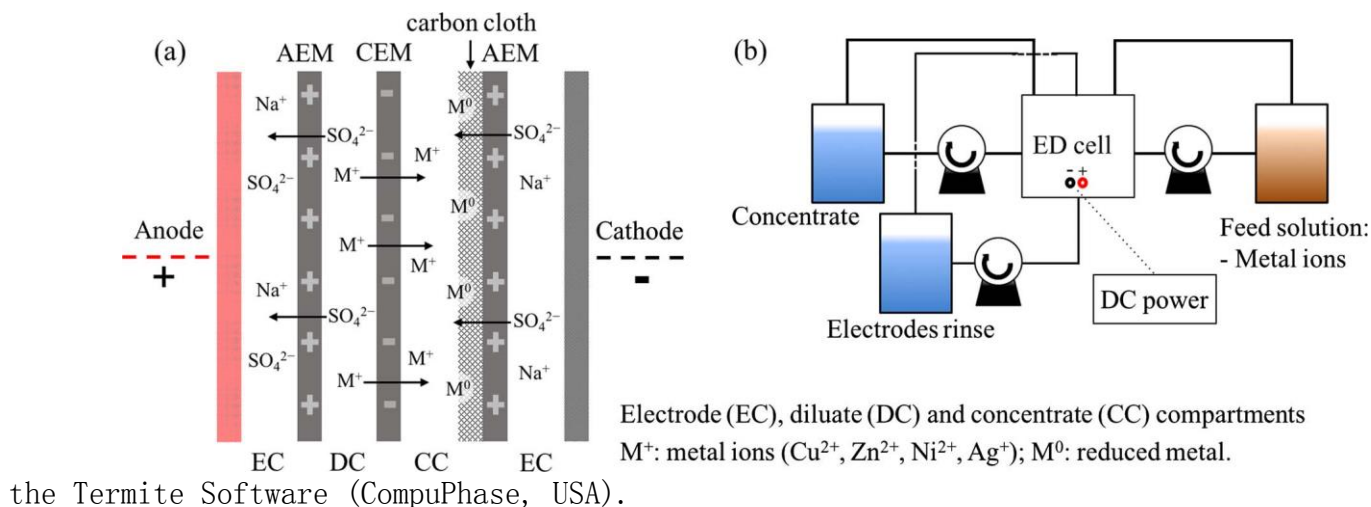 carbon cloth
(a)
AEM CEM AEM
Na⁺
SO₄²⁻
SO₄²⁻
M⁺
M⁺
SO₄²⁻
M⁰
SO₄²⁻
Na⁺
M⁰
Anode
+
M⁺
M⁺
Cathode
-
Na⁺
SO₄²⁻
SO₄²⁻
M⁰
SO₄²⁻
M⁺
M⁺
M⁰
Na⁺
EC DC CC EC
(b)
ED cell
- +
Concentrate
Feed solution:
- Metal ions
DC power
Electrodes rinse
Electrode (EC), diluate (DC) and concentrate (CC) compartments
M⁺: metal ions (Cu²⁺, Zn²⁺, Ni²⁺, Ag⁺); M⁰: reduced metal.
the Termite Software (CompuPhase, USA).